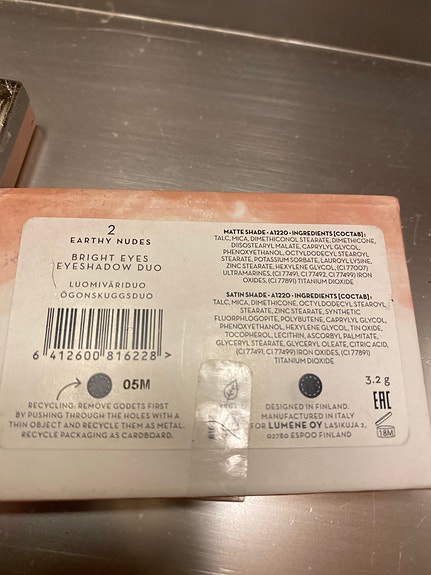 2
EARTHY NUDES
BRIGHT EYES
EYESHADOW DUO
LUOMIVÄRIDUO
ÖGONSKUGGSDUO
6 412600 816228 >
05M
RECYCLING: REMOVE GODETS FIRST
BY PUSHING THROUGH THE HOLES WITH A
THIN OBJECT AND RECYCLE THEM AS METAL.
RECYCLE PACKAGING AS CARDBOARD.
MATTE SHADE • A1220 • INGREDIENTS [COCTAB]:
TALC, MICA, DIMETHICONOL STEARATE, DIMETHICONE,
DIISOSTEARYL MALATE, CAPRYLYL GLYCOL,
PHENOXYETHANOL, OCTYLDODECYL STEAROYL
STEARATE, POTASSIUM SORBATE, LAUROYL LYSINE,
ZINC STEARATE, HEXYLENE GLYCOL, (CI 77007)
ULTRAMARINES, (CI 77491, CI 77492, CI 77499) IRON
OXIDES, (CI 77891) TITANIUM DIOXIDE
SATIN SHADE • A1220 • INGREDIENTS [COCTAB]:
TALC, MICA, DIMETHICONE, OCTYLDODECYL STEAROYL
STEARATE, ZINC STEARATE, SYNTHETIC
FLUORPHLOGOPITE, POLYBUTENE, CAPRYLYL GLYCOL,
PHENOXYETHANOL, HEXYLENE GLYCOL, TIN OXIDE,
TOCOPHEROL, LECITHIN, ASCORBYL PALMITATE,
GLYCERYL STEARATE, GLYCERYL OLEATE, CITRIC ACID,
(CI 77491, CI 77499) IRON OXIDES, (CI 77891)
TITANIUM DIOXIDE
3.2 g
EAC
DESIGNED IN FINLAND.
MANUFACTURED IN ITALY
FOR LUMENE OY LASIKUJA 2,
02780 ESPOO FINLAND
18M